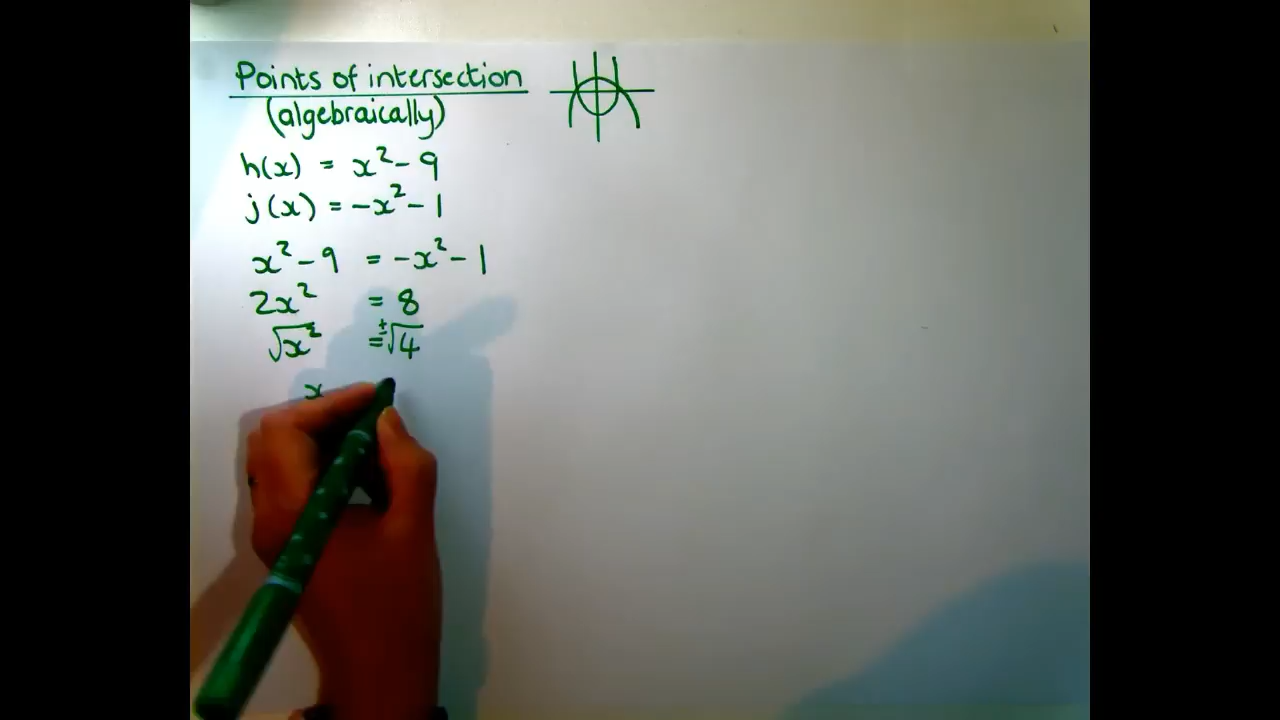 Points of intersection
(algebraically)
h(x) = x² - 9
j(x) = -x² - 1
x² - 9 = -x² - 1
2x² = 8
√x² = ±√4
x